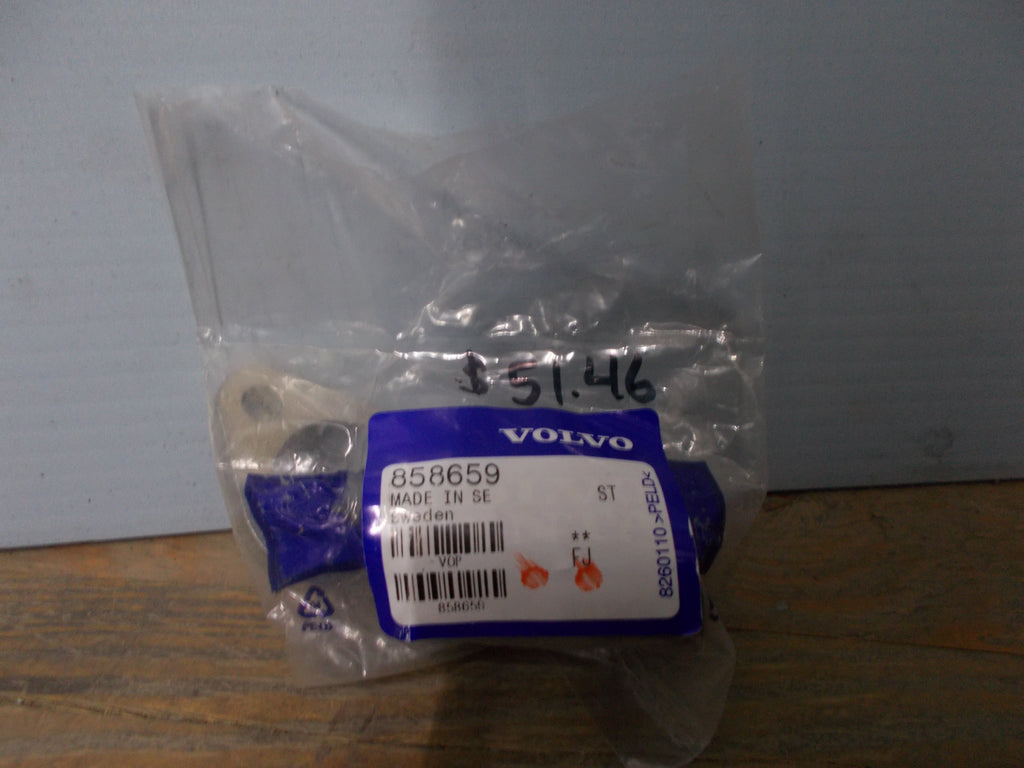 $ 51.46
VOLVO
858659
MADE IN SE
ST
Sweden
**
FJ
VOP
858659
8260110 >PELD<